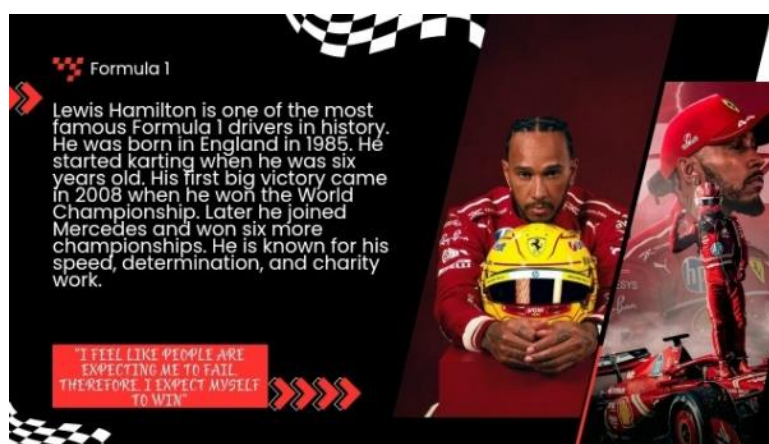 Formula 1
Lewis Hamilton is one of the most
famous Formula 1 drivers in history.
He was born in England in 1985. He
started karting when he was six
years old. His first big victory came
in 2008 when he won the World
Championship. Later he joined
Mercedes and won six more
championships. He is known for his
speed, determination, and charity
work.
"I FEEL LIKE PEOPLE ARE
EXPECTING ME TO FAIL.
THEREFORE, I EXPECT MYSELF
TO WIN"
hp